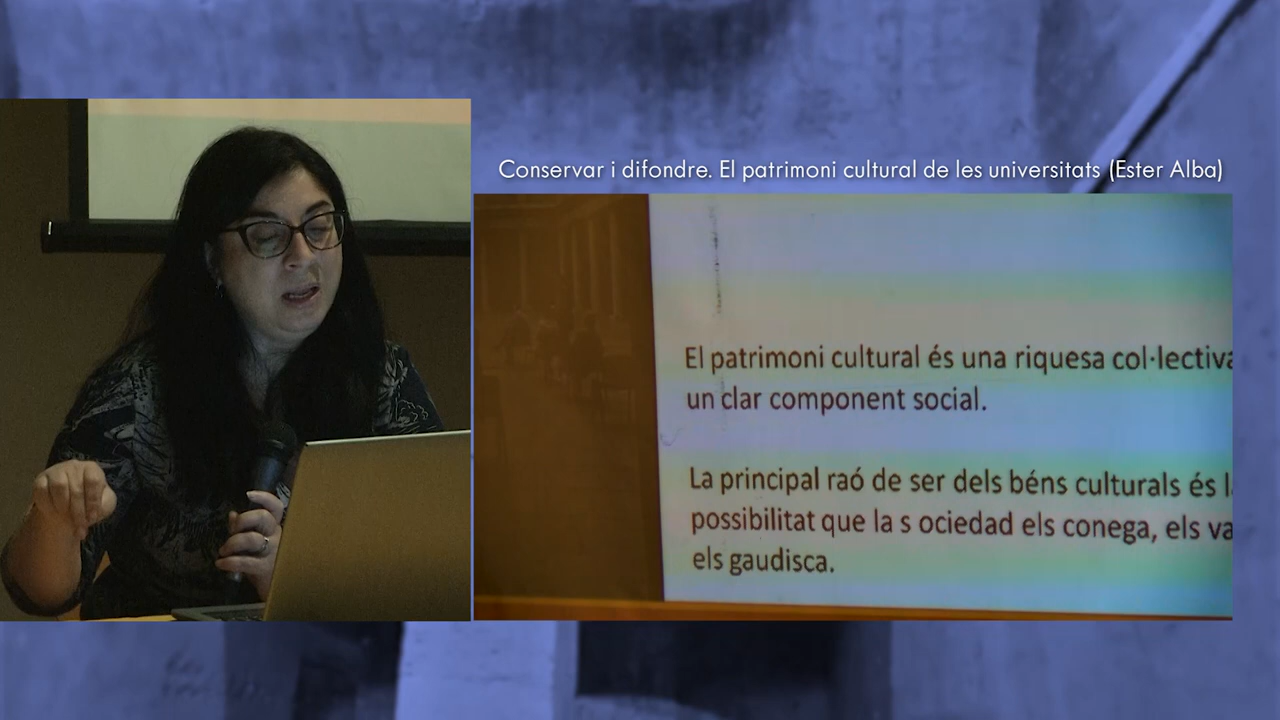 Conservar i difondre. El patrimoni cultural de les universitats (Ester Alba)
El patrimoni cultural és una riquesa col·lectiva
un clar component social.
La principal raó de ser dels béns culturals és
possibilitat que la s ociedad els conega, els
els gaudisca.